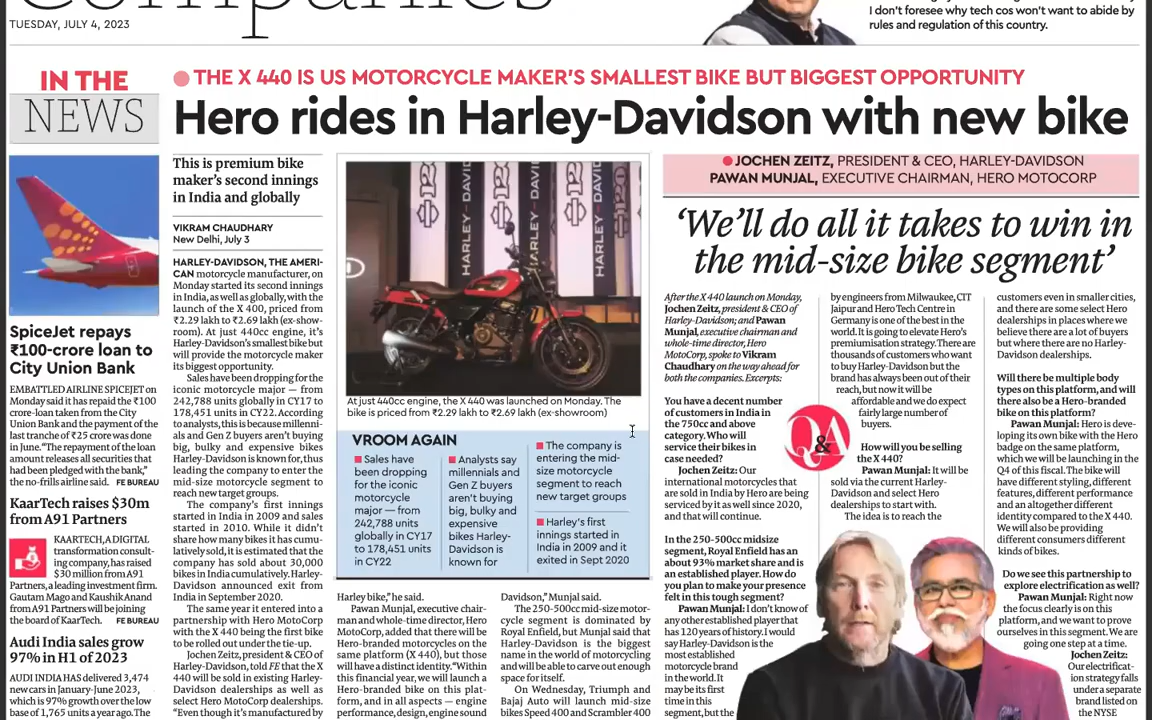 Companies
TUESDAY, JULY 4, 2023
I don't foresee why tech cos won't want to abide by
rules and regulation of this country.
IN THE
NEWS
SpiceJet repays
₹100-crore loan to
City Union Bank
EMBATTLED AIRLINE SPICEJET on
Monday said it has repaid the ₹100
crore-loan taken from the City
Union Bank and the payment of the
last tranche of ₹25 crore was done
in June. “The repayment of the loan
amount releases all securities that
had been pledged with the bank,”
the no-frills airline said. FE BUREAU
KaarTech raises $30m
from A91 Partners
KAARTECH, A DIGITAL
transformation consult-
ing company, has raised
$30 million from A91
Partners, a leading investment firm.
Gautam Mago and Kaushik Anand
from A91 Partners will be joining
the board of KaarTech. FE BUREAU
Audi India sales grow
97% in H1 of 2023
AUDI INDIA HAS delivered 3,474
new cars in January-June 2023,
which is 97% growth over the low
base of 1,765 units a year ago. The
THE X 440 IS US MOTORCYCLE MAKER'S SMALLEST BIKE BUT BIGGEST OPPORTUNITY
Hero rides in Harley-Davidson with new bike
This is premium bike
maker's second innings
in India and globally
VIKRAM CHAUDHARY
New Delhi, July 3
HARLEY-DAVIDSON, THE AMERI-
CAN motorcycle manufacturer, on
Monday started its second innings
in India, as well as globally, with the
launch of the X 400, priced from
₹2.29 lakh to ₹2.69 lakh (ex-show-
room). At just 440cc engine, it's
Harley-Davidson's smallest bike but
will provide the motorcycle maker
its biggest opportunity.
Sales have been dropping for the
iconic motorcycle major — from
242,788 units globally in CY17 to
178,451 units in CY22. According
to analysts, this because millenni-
als and Gen Z buyers aren't buying
big, bulky and expensive bikes
Harley-Davidson is known for, thus
leading the company to enter the
mid-size motorcycle segment to
reach new target groups.
The company's first innings
started in India in 2009 and sales
started in 2010. While it didn't
share how many bikes it has cumu-
latively sold, it is estimated that the
company has sold about 30,000
bikes in India cumulatively. Harley-
Davidson announced exit from
India in September 2020.
The same year it entered into a
partnership with Hero MotoCorp
with the X 440 being the first bike
to be rolled out under the tie-up.
Jochen Zeitz, president & CEO of
Harley-Davidson, told FE that the X
440 will be sold in existing Harley-
Davidson dealerships as well as
select Hero MotoCorp dealerships.
“Even though it's manufactured by
HARLEY
DAVIDSON
HARLEY
DAVIDSON
120
At just 440cc engine, the X 440 was launched on Monday. The
bike is priced from ₹2.29 lakh to ₹2.69 lakh (ex-showroom)
VROOM AGAIN
Sales have
been dropping
for the iconic
motorcycle
major — from
242,788 units
globally in CY17
to 178,451 units
in CY22
Analysts say
millennials and
Gen Z buyers
aren't buying
big, bulky and
expensive
bikes Harley-
Davidson is
known for
The company is
entering the mid-
size motorcycle
segment to reach
new target groups
Harley's first
innings started in
India in 2009 and it
exited in Sept 2020
Harley bike,” he said.
Pawan Munjal, executive chair-
man and whole-time director, Hero
MotoCorp, added that there will be
Hero-branded motorcycles on the
same platform (X 440), but those
will have a distinct identity. “Within
this financial year, we will launch a
Hero-branded bike on this plat-
form, and in all aspects — engine
performance, design, engine sound
Davidson,” Munjal said.
The 250-500cc mid-size motor-
cycle segment is dominated by
Royal Enfield, but Munjal said that
Harley-Davidson is the biggest
name in the world of motorcycling
and will be able to carve out enough
space for itself.
On Wednesday, Triumph and
Bajaj Auto will launch mid-size
bikes Speed 400 and Scrambler 400
JOCHEN ZEITZ, PRESIDENT & CEO, HARLEY-DAVIDSON
PAWAN MUNJAL, EXECUTIVE CHAIRMAN, HERO MOTOCORP
‘We'll do all it takes to win in
the mid-size bike segment’
After the X 440 launch on Monday,
Jochen Zeitz, president & CEO of
Harley-Davidson; and Pawan
Munjal, executive chairman and
whole-time director, Hero
MotoCorp, spoke to Vikram
Chaudhary on the way ahead for
both the companies. Excerpts:
You have a decent number
of customers in India in
the 750cc and above
category. Who will
service their bikes in
case needed?
Jochen Zeitz: Our
international motorcycles that
are sold in India by Hero are being
serviced by it as well since 2020,
and that will continue.
In the 250-500cc midsize
segment, Royal Enfield has an
about 93% market share and is
an established player. How do
you plan to make your presence
felt in this tough segment?
Pawan Munjal: I don't know of
any other established player that
has 120 years of history. I would
say Harley-Davidson is the
most established
motorcycle brand
in the world. It
may be its first
time in this
segment, but the
by engineers from Milwaukee, CIT
Jaipur and Hero Tech Centre in
Germany is one of the best in the
world. It is going to elevate Hero's
premiumisation strategy. There are
thousands of customers who want
to buy Harley-Davidson but the
brand has always been out of their
reach, but now it will be
affordable and we do expect
fairly large number of
buyers.
Q&A
How will you be selling
the X 440?
Pawan Munjal: It will be
sold via the current Harley-
Davidson and select Hero
dealerships to start with.
The idea is to reach the
customers even in smaller cities,
and there are some select Hero
dealerships in places where we
believe there are a lot of buyers
but where there are no Harley-
Davidson dealerships.
Will there be multiple body
types on this platform, and will
there also be a Hero-branded
bike on this platform?
Pawan Munjal: Hero is devel-
oping its own bike with the Hero
badge on the same platform,
which we will be launching in the
Q4 of this fiscal. The bike will
have different styling, different
features, different performance
and an altogether different
identity compared to the X 440.
We will also be providing
different consumers different
kinds of bikes.
Do we see this partnership to
explore electrification as well?
Pawan Munjal: Right now
the focus clearly is on this
platform, and we want to prove
ourselves in this segment. We are
going one step at a time.
Jochen Zeitz:
Our electrificat-
ion strategy falls
under a separate
brand listed on
the NYSE